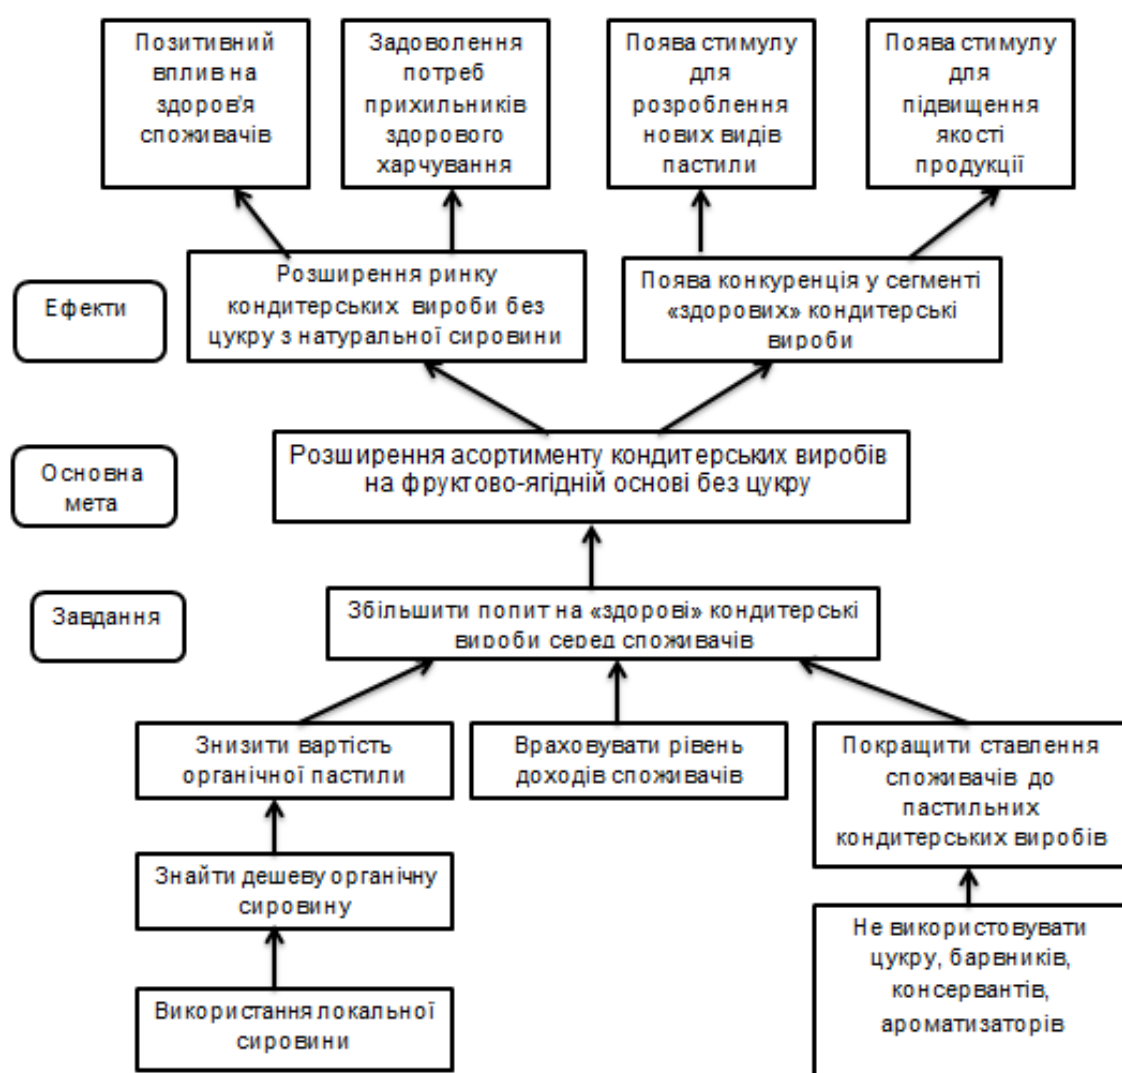 Позитивний
вплив на
здоров'я
споживачів
Задоволення
потреб
прихильників
здорового
харчування
Поява стимулу
для
розроблення
нових видів
пастили
Поява стимулу
для
підвищення
якості
продукції
Ефекти
Розширення ринку
кондитерських вироби без
цукру з натуральної сировини
Поява конкуренція у сегменті
«здорових» кондитерські
вироби
Основна
мета
Розширення асортименту кондитерських виробів
на фруктово-ягідній основі без цукру
Завдання
Збільшити попит на «здорові» кондитерські
вироби серед споживачів
Знизити вартість
органічної пастили
Враховувати рівень
доходів споживачів
Покращити ставлення
споживачів до
пастильних
кондитерських виробів
Знайти дешеву органічну
сировину
Не використовувати
цукру, барвників,
консервантів,
ароматизаторів
Використання локальної
сировини